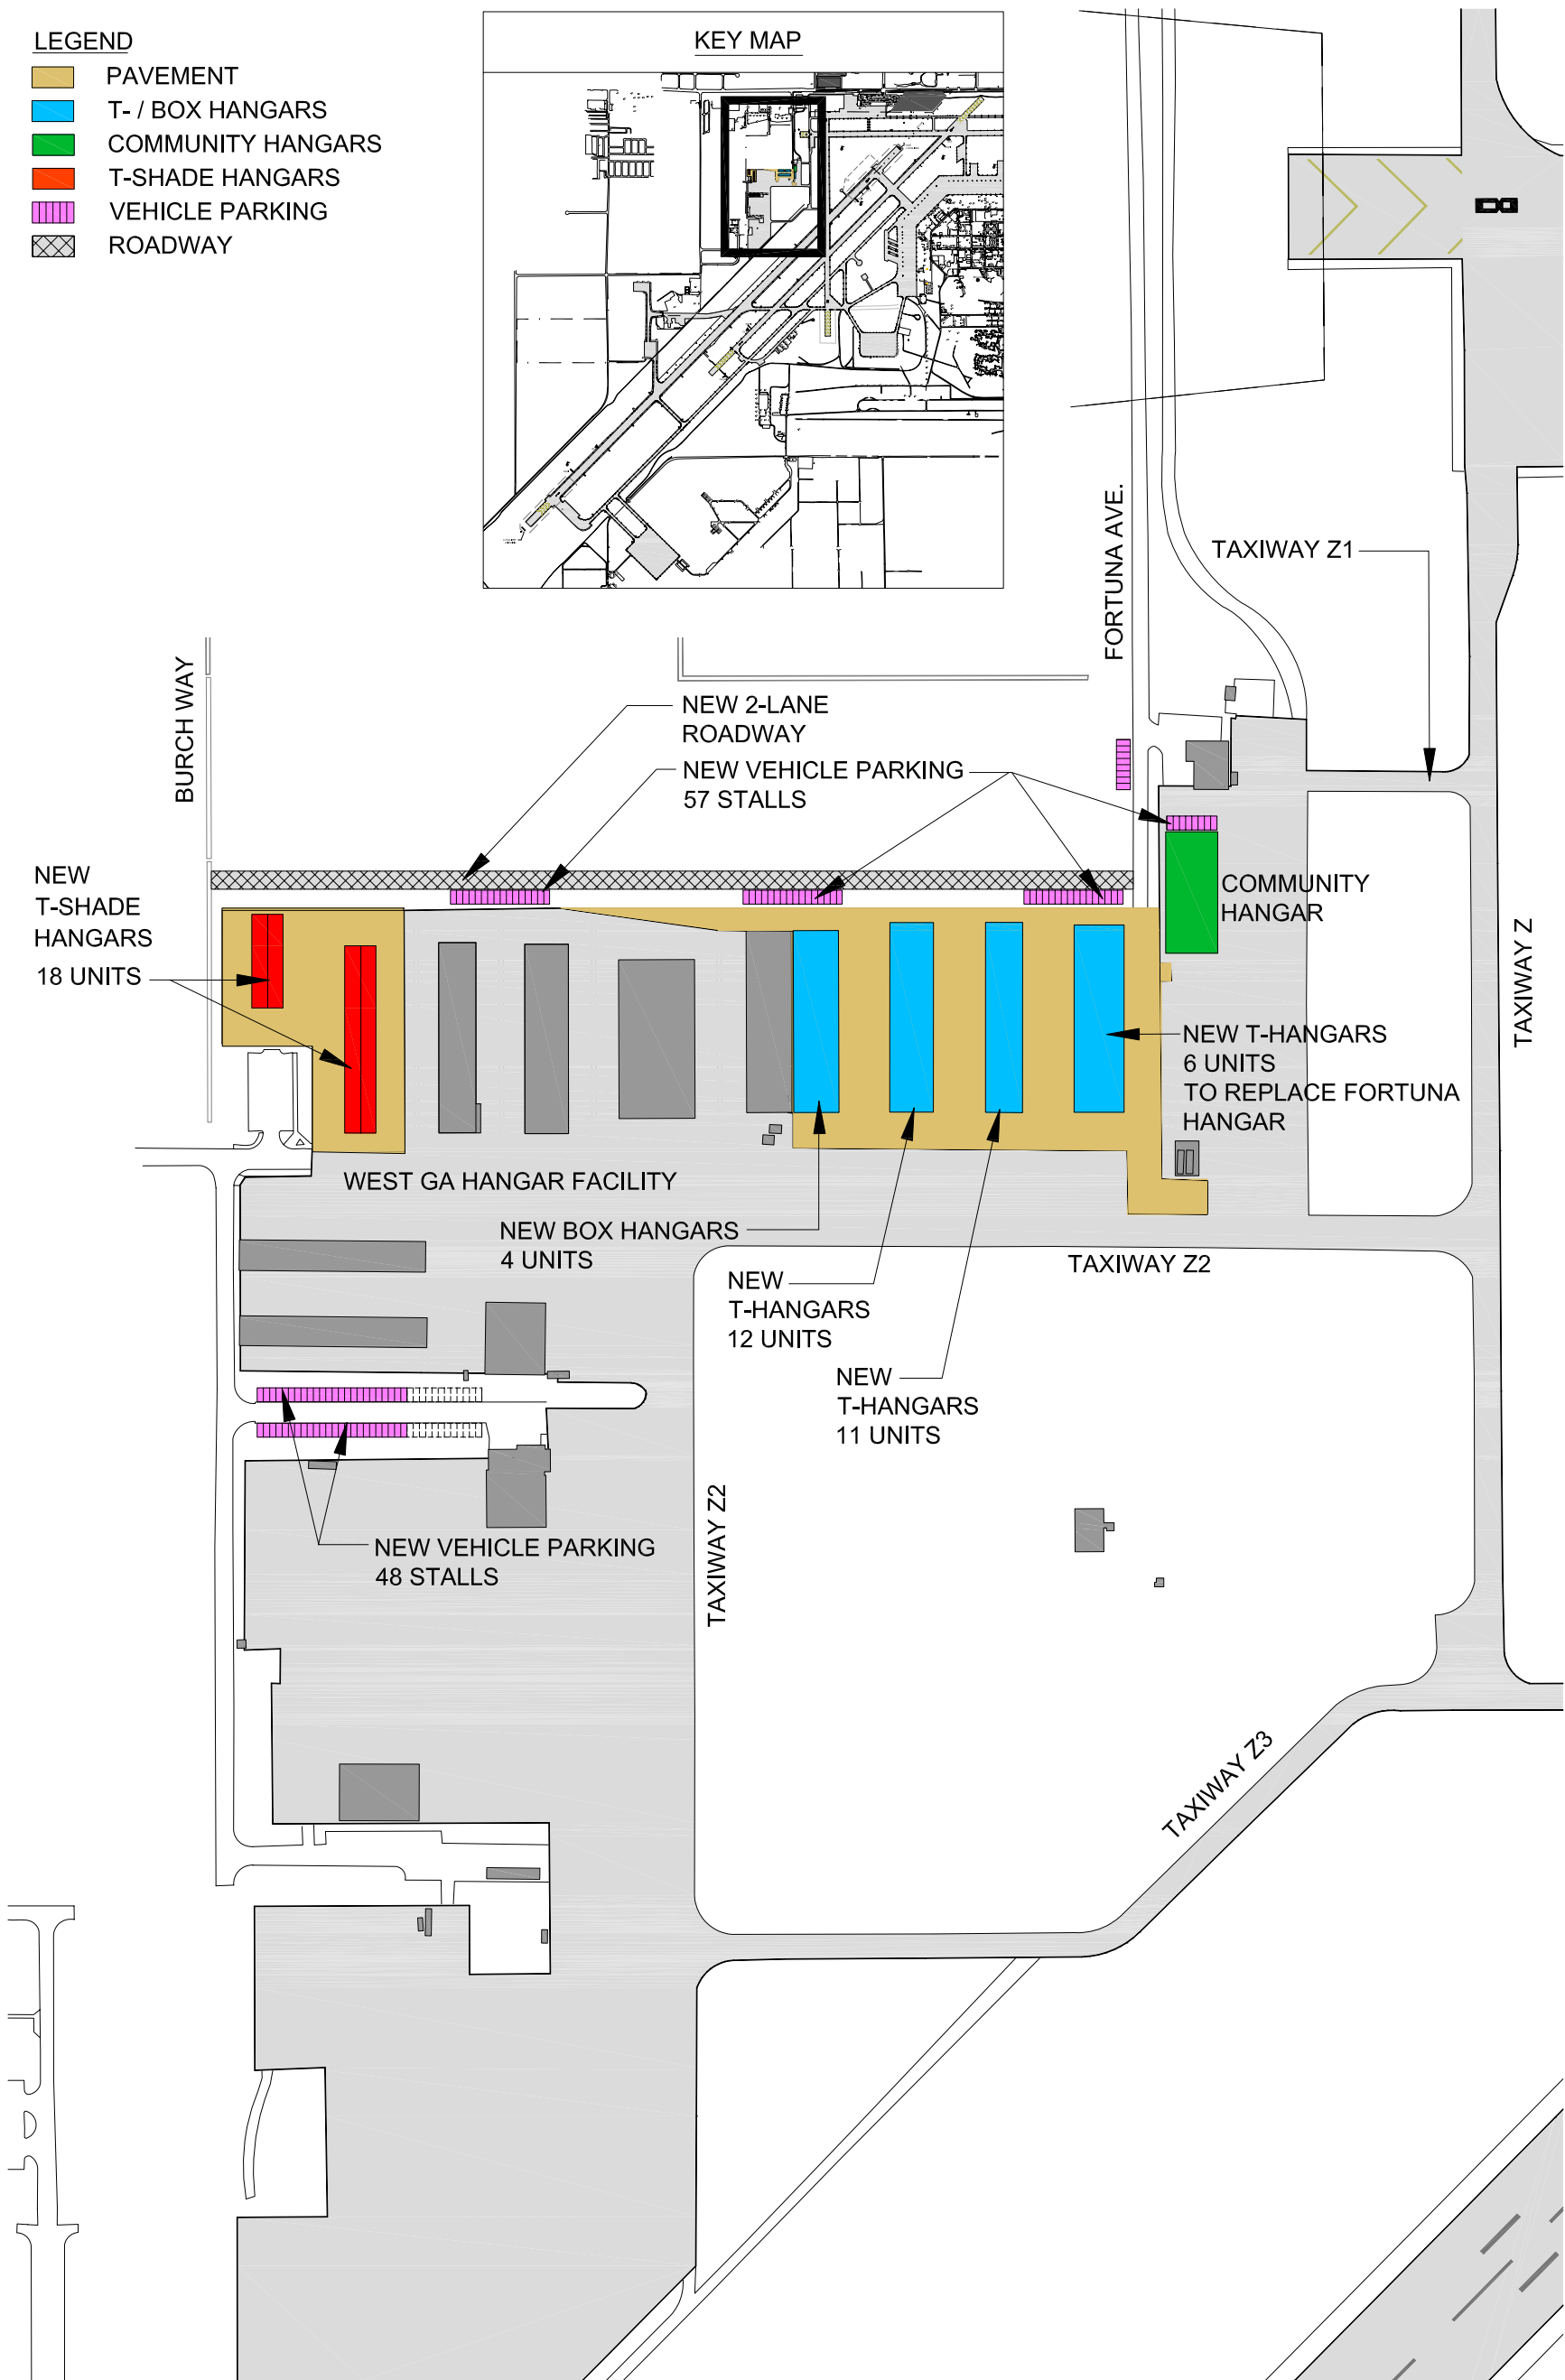 LEGEND
PAVEMENT
T- / BOX HANGARS
COMMUNITY HANGARS
T-SHADE HANGARS
VEHICLE PARKING
ROADWAY
KEY MAP
FORTUNA AVE.
TAXIWAY Z1
BURCH WAY
NEW 2-LANE
ROADWAY
NEW VEHICLE PARKING
57 STALLS
NEW
T-SHADE
HANGARS
18 UNITS
COMMUNITY
HANGAR
TAXIWAY Z
NEW T-HANGARS
6 UNITS
TO REPLACE FORTUNA
HANGAR
WEST GA HANGAR FACILITY
NEW BOX HANGARS
4 UNITS
TAXIWAY Z2
NEW
T-HANGARS
12 UNITS
NEW
T-HANGARS
11 UNITS
TAXIWAY Z2
NEW VEHICLE PARKING
48 STALLS
TAXIWAY Z3